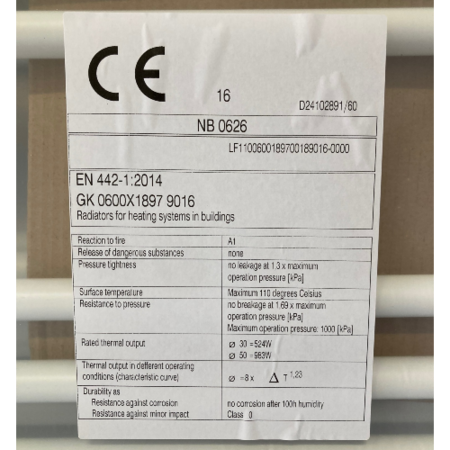 CE
16
D24102891/60
NB 0626
LF1100600189700189016-0000
EN 442-1:2014
GK 0600X1897 9016
Radiators for heating systems in buildings
Reaction to fire A1
Release of dangerous substances none
Pressure tightness no leakage at 1.3 x maximum
operation pressure [kPa]
Surface temperature Maximum 110 degrees Celsius
Resistance to pressure no breakage at 1,69 x maximum
operation pressure [kPa]
Maximum operation pressure: 1000 [kPa]
Rated thermal output ⌀ 30 =524W
⌀ 50 =983W
Thermal output in defferent operating
conditions (characteristic curve) ⌀ =8 x Δ T 1,23
Durability as
Resistance against corrosion no corrosion after 100h humidity
Resistance against minor impact Class 0